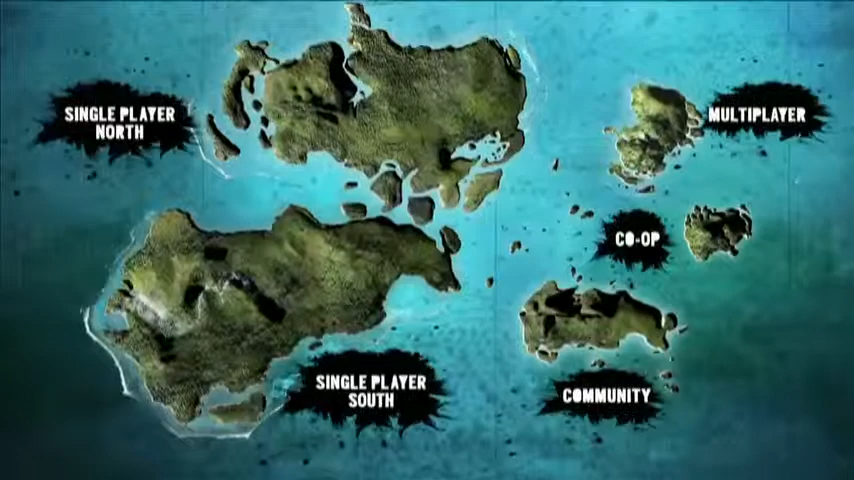 SINGLE PLAYER
NORTH
MULTIPLAYER
CO-OP
SINGLE PLAYER
SOUTH
COMMUNITY